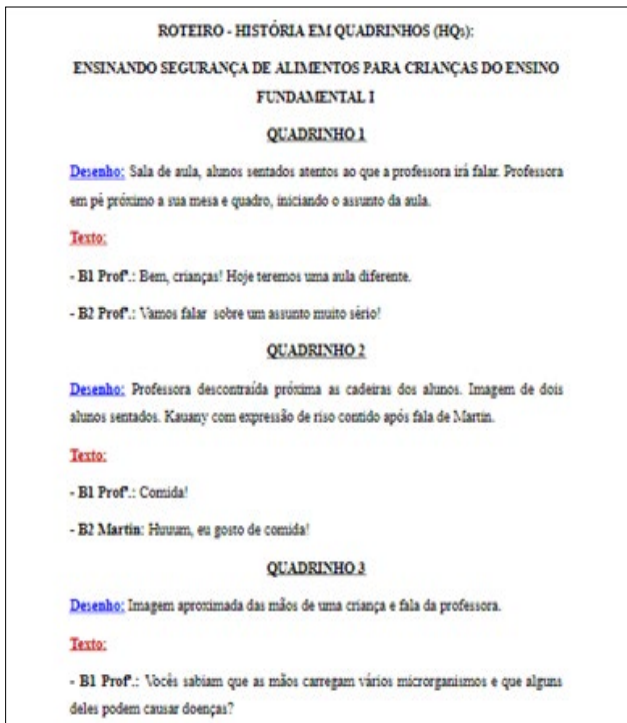 ROTEIRO - HISTÓRIA EM QUADRINHOS (HQs):
ENSINANDO SEGURANÇA DE ALIMENTOS PARA CRIANÇAS DO ENSINO
FUNDAMENTAL I
QUADRINHO 1
Desenho: Sala de aula, alunos sentados atentos ao que a professora irá falar. Professora
em pé próximo a sua mesa e quadro, iniciando o assunto da aula.
Texto:
- B1 Profª.: Bem, crianças! Hoje teremos uma aula diferente.
- B2 Profª.: Vamos falar sobre um assunto muito sério!
QUADRINHO 2
Desenho: Professora descontraída próxima as cadeiras dos alunos. Imagem de dois
alunos sentados. Kauany com expressão de riso contido após fala de Martin.
Texto:
- B1 Profª.: Comida!
- B2 Martin: Huuum, eu gosto de comida!
QUADRINHO 3
Desenho: Imagem aproximada das mãos de uma criança e fala da professora.
Texto:
- B1 Profª.: Vocês sabiam que as mãos carregam vários microrganismos e que alguns
deles podem causar doenças?